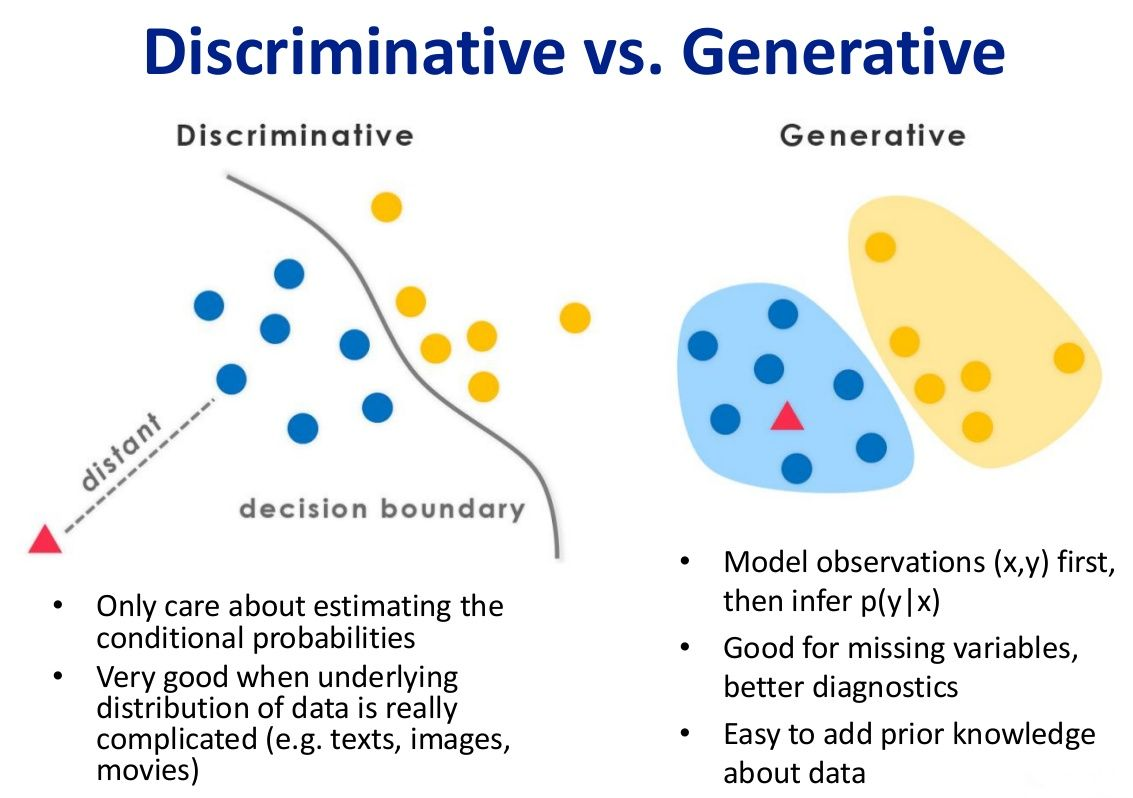 Discriminative vs. Generative
Discriminative
distant
decision boundary
• Only care about estimating the
conditional probabilities
• Very good when underlying
distribution of data is really
complicated (e.g. texts, images,
movies)
Generative
• Model observations (x,y) first,
then infer p(y|x)
• Good for missing variables,
better diagnostics
• Easy to add prior knowledge
about data